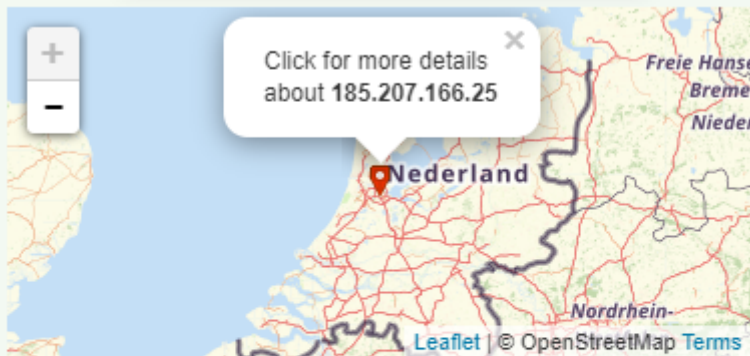 +
−
×
Click for more details
about 185.207.166.25
Freie Hanse
Breme
Nieder
Nederland
Nordrhein-
Leaflet | © OpenStreetMap Terms